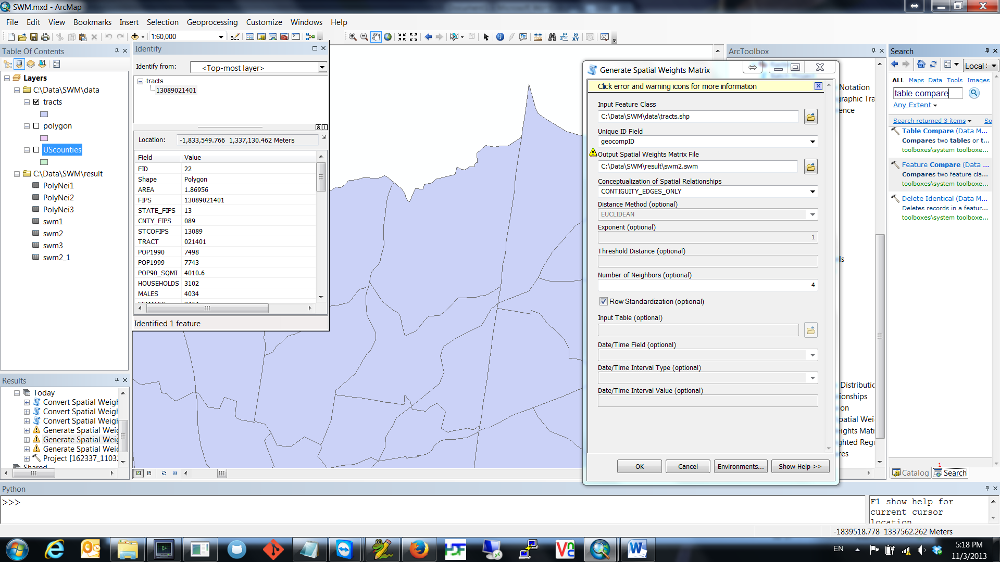 SWM.mxd - ArcMap
File Edit View Bookmarks Insert Selection Geoprocessing Customize Windows Help
1:60,000
Table Of Contents
Layers
C:\Data\SWM\data
tracts
polygon
UScounties
C:\Data\SWM\result
PolyNei1
PolyNei2
PolyNei3
swm1
swm2
swm3
swm2_1
Results
Today
Convert Spatial Weigh
Convert Spatial Weigh
Convert Spatial Weigh
Generate Spatial Weig
Generate Spatial Weig
Generate Spatial Weig
Project [162337_1103
Shared
Identify
Identify from: <Top-most layer>
tracts
13089021401
Location: -1,833,549.766 1,337,130.462 Meters
Field Value
FID 22
Shape Polygon
AREA 1.86956
FIPS 13089021401
STATE_FIPS 13
CNTY_FIPS 089
STCOFIPS 13089
TRACT 021401
POP1990 7498
POP1999 7743
POP90_SQMI 4010.6
HOUSEHOLDS 3102
MALES 4034
FEMALES 3464
Identified 1 feature
Generate Spatial Weights Matrix
Click error and warning icons for more information
Input Feature Class
C:\Data\SWM\data\tracts.shp
Unique ID Field
geocompID
Output Spatial Weights Matrix File
C:\Data\SWM\result\swm2.swm
Conceptualization of Spatial Relationships
CONTIGUITY_EDGES_ONLY
Distance Method (optional)
EUCLIDEAN
Exponent (optional)
1
Threshold Distance (optional)
Number of Neighbors (optional)
4
Row Standardization (optional)
Input Table (optional)
Date/Time Field (optional)
Date/Time Interval Type (optional)
Date/Time Interval Value (optional)
OK Cancel Environments... Show Help >>
ArcToolbox
Notation
graphic Tra
ence
ls
Distributic
ionships
on
patial Wei
eights Matr
ghted Regr
res
Search
Local
ALL Maps Data Tools Images
table compare
Any Extent
Search returned 3 items So
Table Compare (Data M...
Compares two tables or t...
toolboxes\system toolboxe...
Feature Compare (Data ...
Compares two feature cla...
toolboxes\system toolboxe...
Delete Identical (Data M...
Deletes records in a featur...
toolboxes\system toolboxe...
1
Catalog Search
Python
>>>
F1 show help for
current cursor
location
-1839518.778 1337562.262 Meters
EN
5:18 PM
11/3/2013